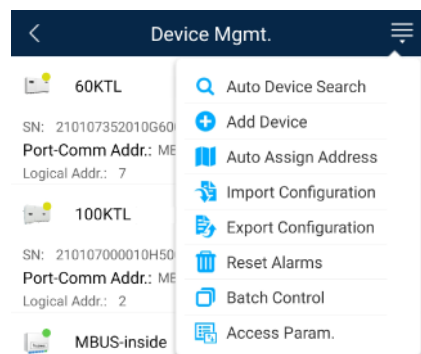 Device Mgmt.
60KTL
SN: 210107352010G60
Port-Comm Addr.: ME
Logical Addr.: 7
100KTL
SN: 210107000010H50
Port-Comm Addr.: ME
Logical Addr.: 2
MBUS-inside
Auto Device Search
Add Device
Auto Assign Address
Import Configuration
Export Configuration
Reset Alarms
Batch Control
Access Param.